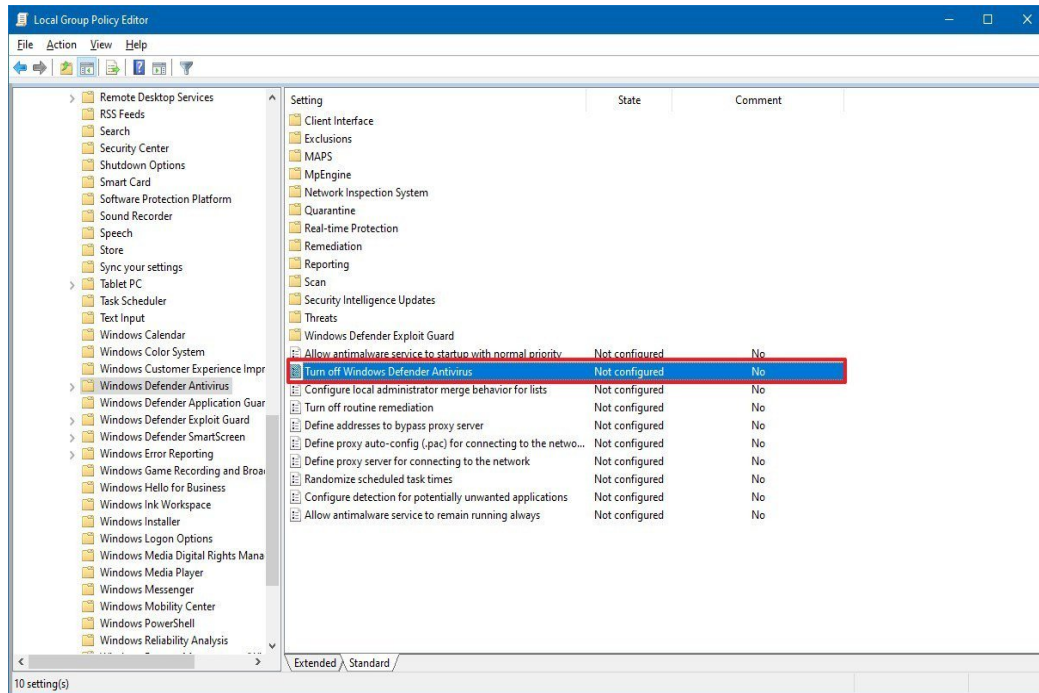 Local Group Policy Editor
File Action View Help
Remote Desktop Services
RSS Feeds
Search
Security Center
Shutdown Options
Smart Card
Software Protection Platform
Sound Recorder
Speech
Store
Sync your settings
Tablet PC
Task Scheduler
Text Input
Windows Calendar
Windows Color System
Windows Customer Experience Impr
Windows Defender Antivirus
Windows Defender Application Guar
Windows Defender Exploit Guard
Windows Defender SmartScreen
Windows Error Reporting
Windows Game Recording and Broa
Windows Hello for Business
Windows Ink Workspace
Windows Installer
Windows Logon Options
Windows Media Digital Rights Mana
Windows Media Player
Windows Messenger
Windows Mobility Center
Windows PowerShell
Windows Reliability Analysis
Setting State Comment
Client Interface
Exclusions
MAPS
MpEngine
Network Inspection System
Quarantine
Real-time Protection
Remediation
Reporting
Scan
Security Intelligence Updates
Threats
Windows Defender Exploit Guard
Allow antimalware service to startup with normal priority Not configured No
Turn off Windows Defender Antivirus Not configured No
Configure local administrator merge behavior for lists Not configured No
Turn off routine remediation Not configured No
Define addresses to bypass proxy server Not configured No
Define proxy auto-config (.pac) for connecting to the netwo... Not configured No
Define proxy server for connecting to the network Not configured No
Randomize scheduled task times Not configured No
Configure detection for potentially unwanted applications Not configured No
Allow antimalware service to remain running always Not configured No
Extended Standard
10 setting(s)